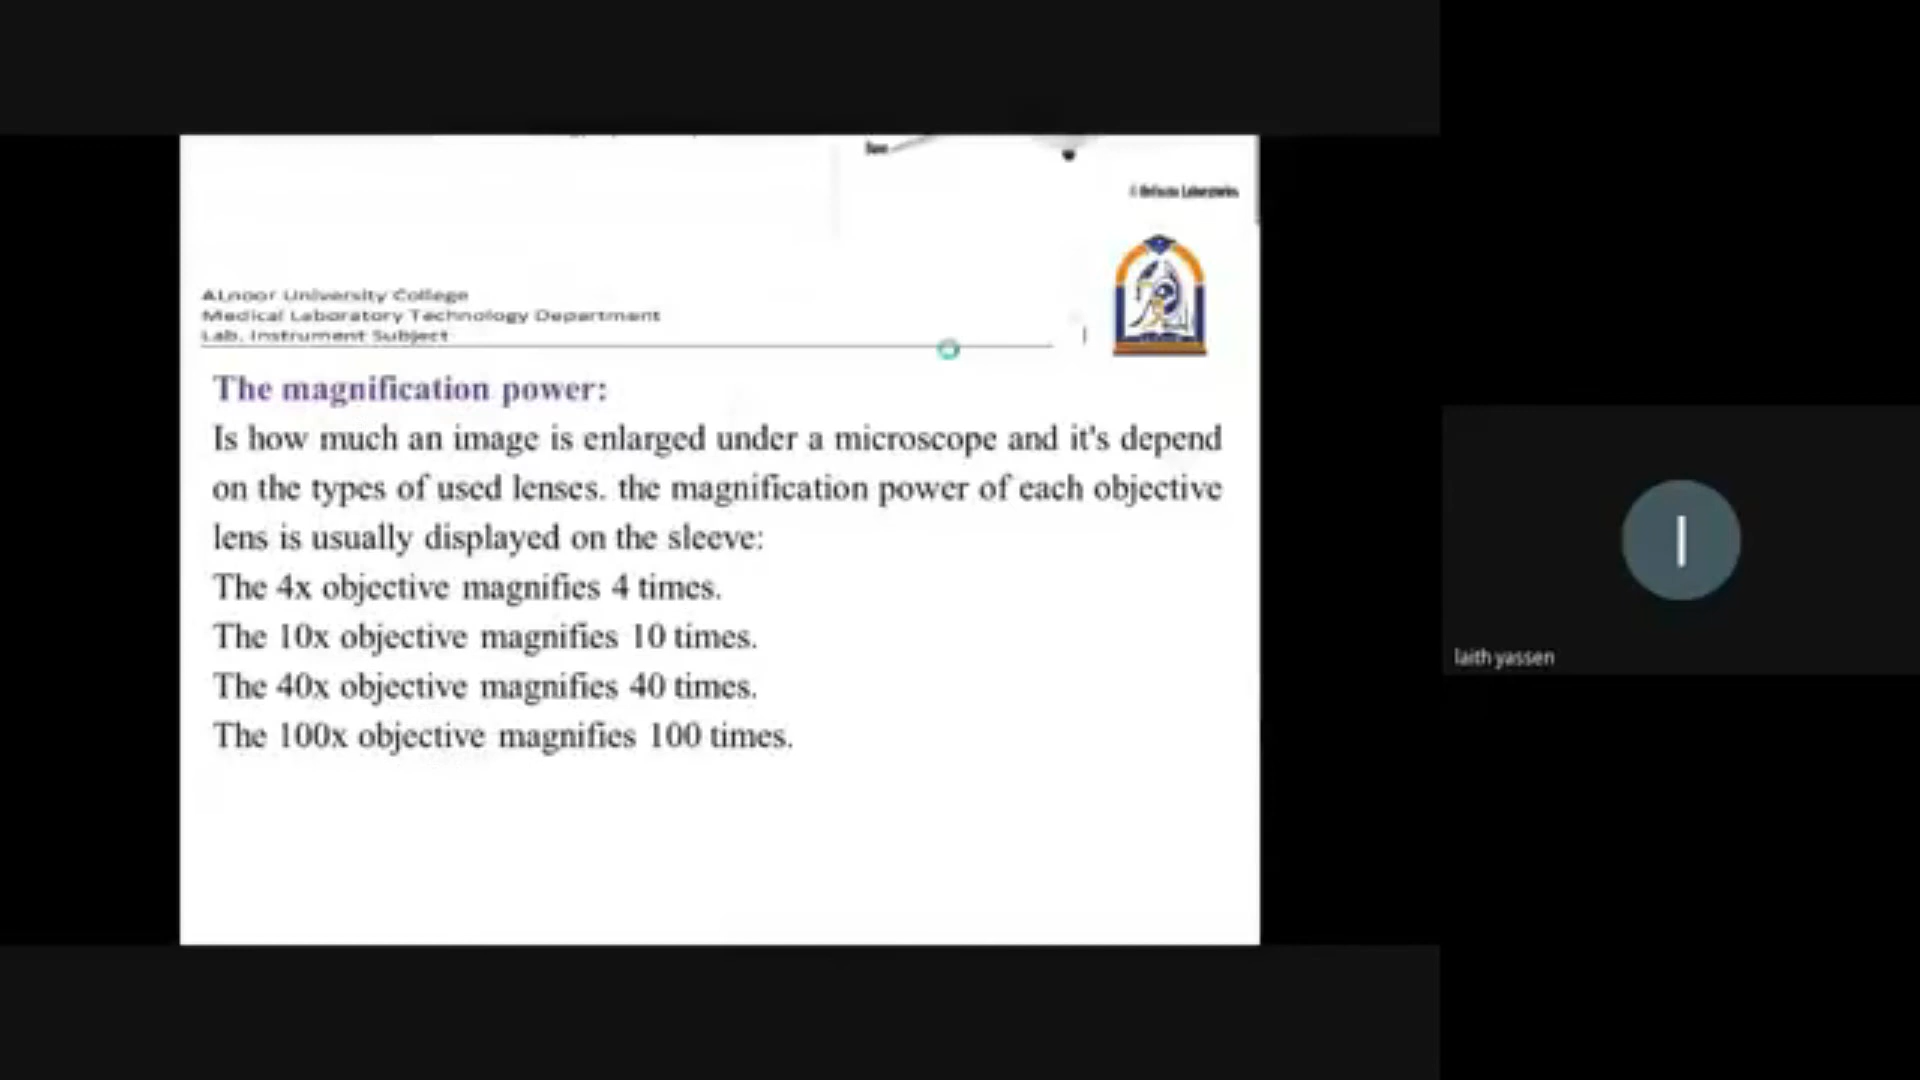 Base
Laboratories
ALnoor University College
Medical Laboratory Technology Department
Lab. Instrument Subject
The magnification power:
Is how much an image is enlarged under a microscope and it's depend
on the types of used lenses. the magnification power of each objective
lens is usually displayed on the sleeve:
The 4x objective magnifies 4 times.
The 10x objective magnifies 10 times.
The 40x objective magnifies 40 times.
The 100x objective magnifies 100 times.
l
laith yassen